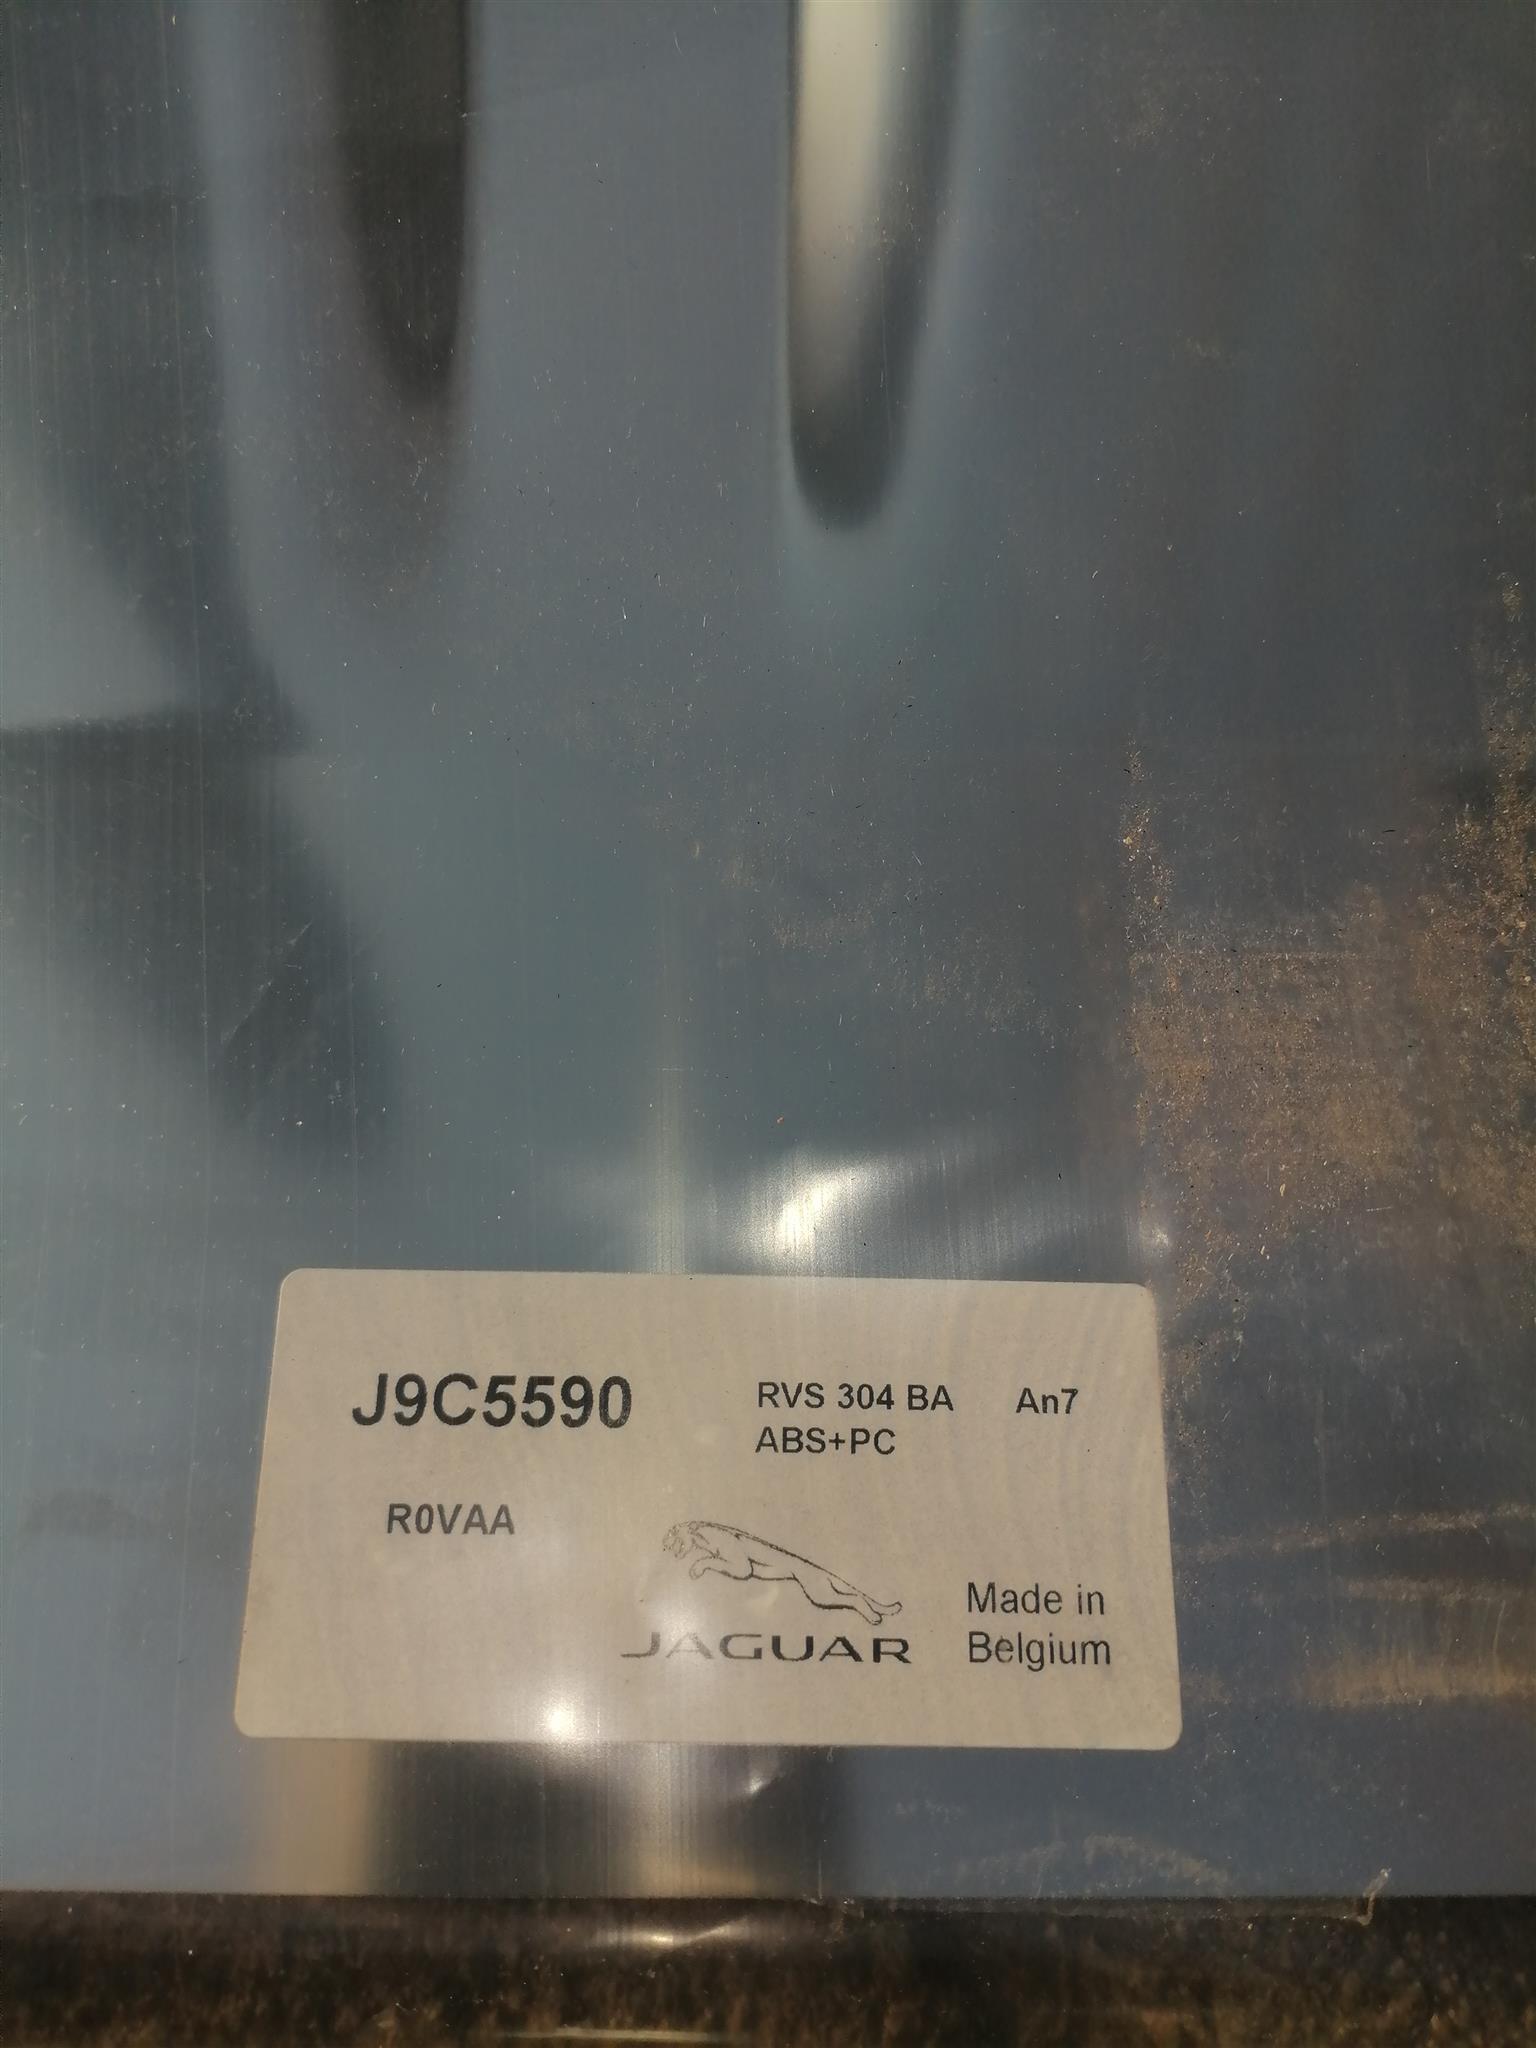 J9C5590
RVS 304 BA An7
ABS+PC
R0VAA
JAGUAR
Made in
Belgium